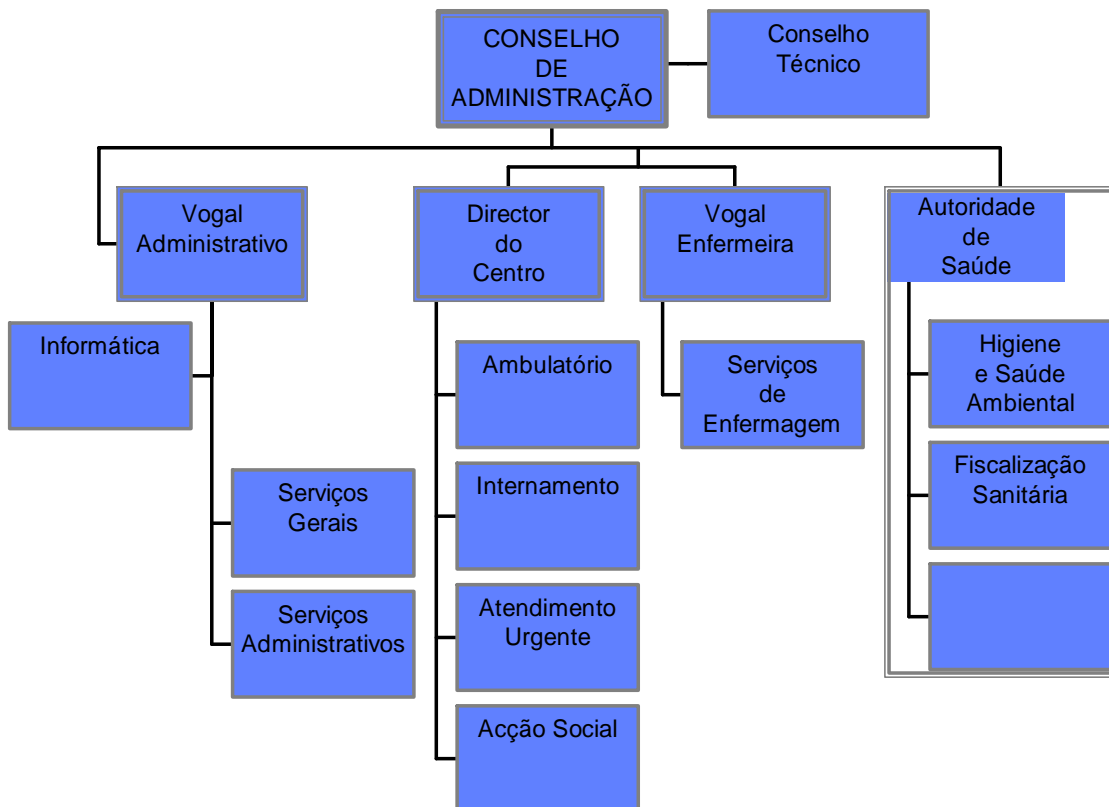 CONSELHO
DE
ADMINISTRAÇÃO
Conselho
Técnico
Vogal
Administrativo
Director
do
Centro
Vogal
Enfermeira
Autoridade
de
Saúde
Informática
Ambulatório
Serviços
de
Enfermagem
Higiene
e Saúde
Ambiental
Internamento
Fiscalização
Sanitária
Serviços
Gerais
Serviços
Administrativos
Atendimento
Urgente
Acção Social